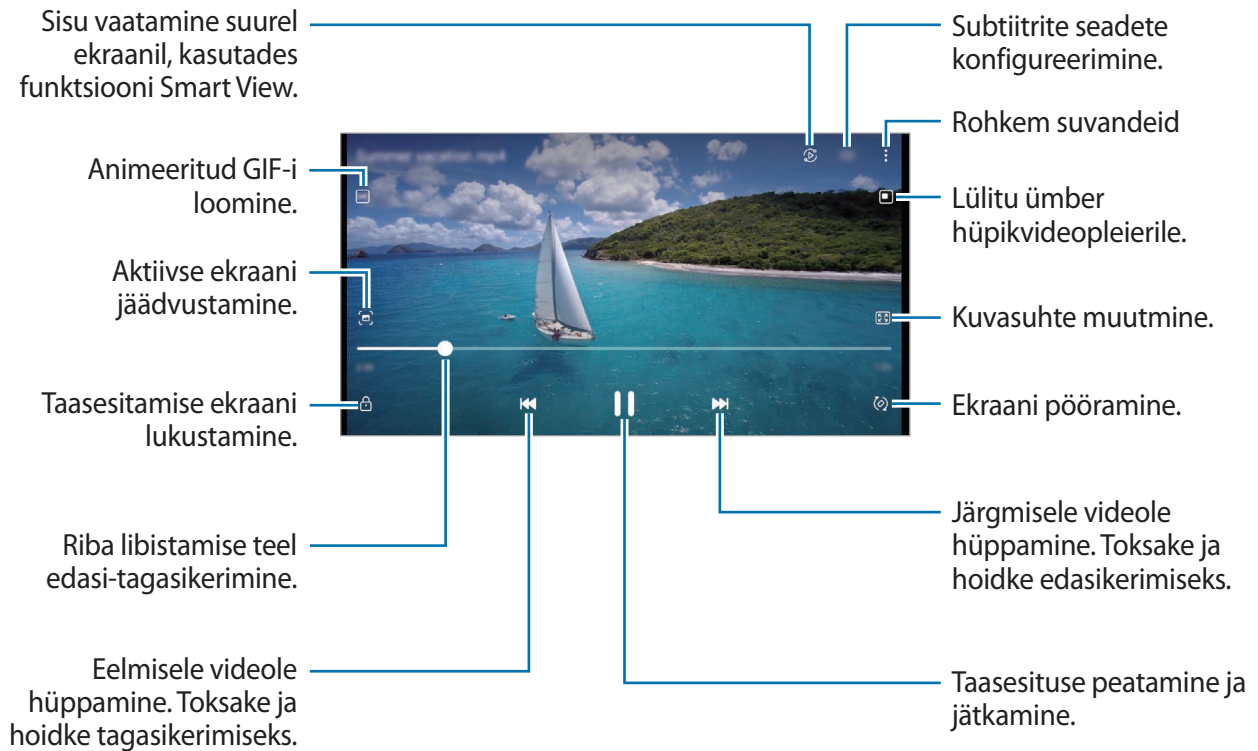 Sisu vaatamine suurel
ekraanil, kasutades
funktsiooni Smart View.
Animeeritud GIF-i
loomine.
Aktiivse ekraani
jäädvustamine.
Taasesitamise ekraani
lukustamine.
Riba libistamise teel
edasi-tagasikerimine.
Eelmisele videole
hüppamine. Toksake ja
hoidke tagasikerimiseks.
Subtiitrite seadete
konfigureerimine.
Rohkem suvandeid
Lülitu ümber
hüpikvideopleierile.
Kuvasuhte muutmine.
Ekraani pööramine.
Järgmisele videole
hüppamine. Toksake ja
hoidke edasikerimiseks.
Taasesituse peatamine ja
jätkamine.